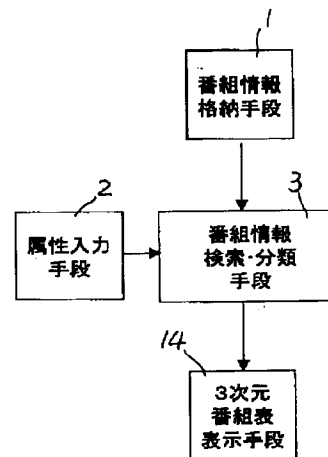 1
番組情報
格納手段
2
属性入力
手段
3
番組情報
検索・分類
手段
14
3次元
番組表
表示手段